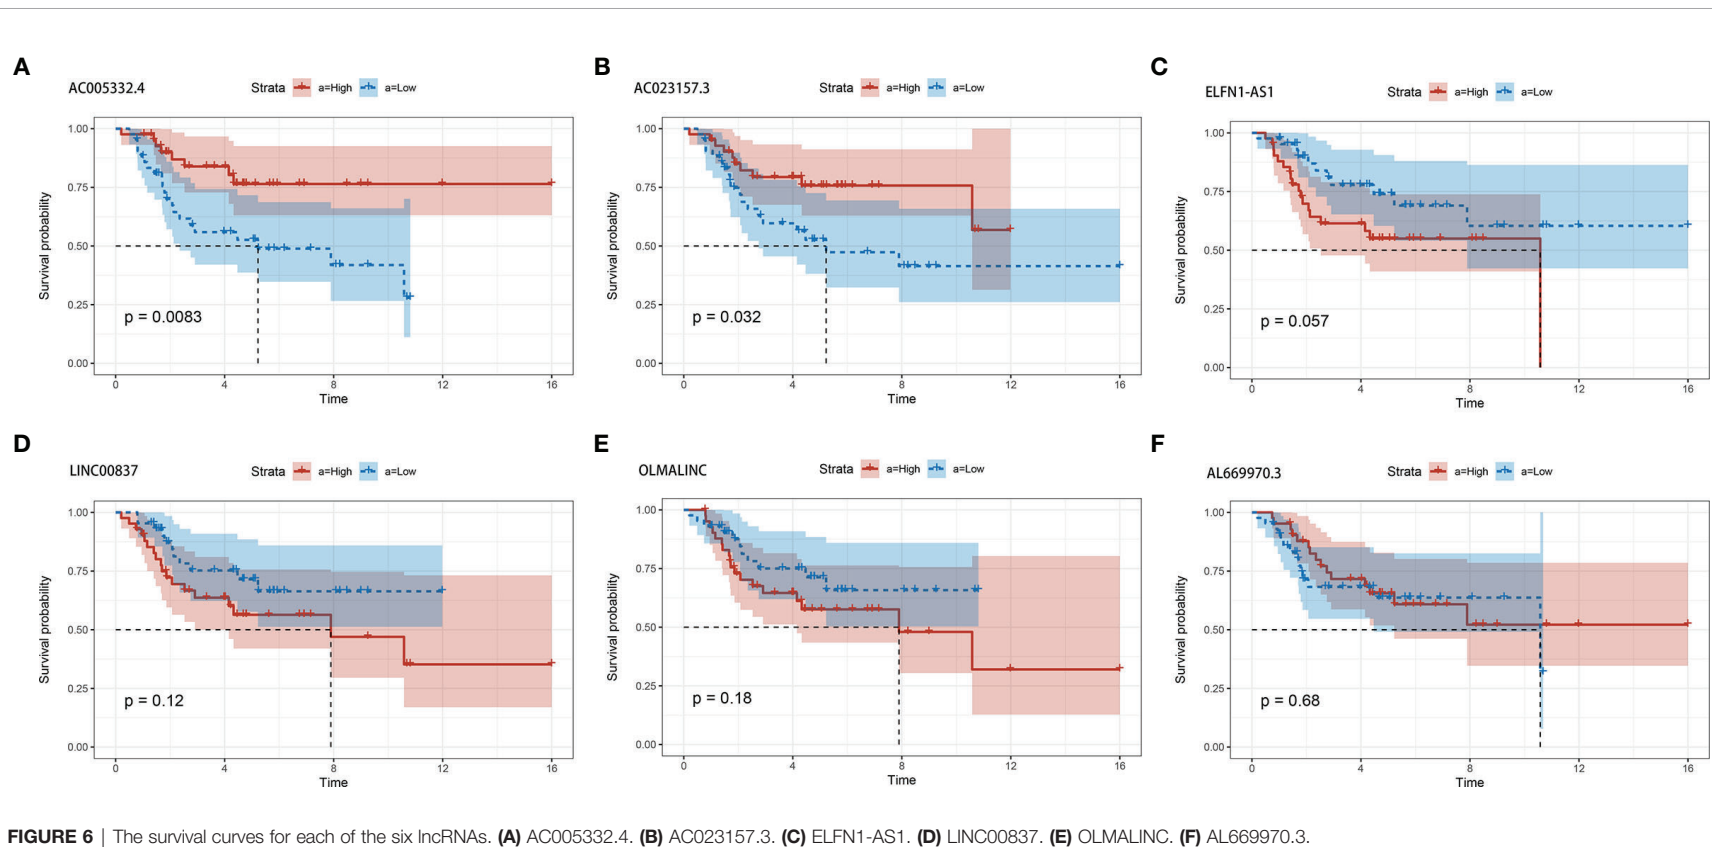 A
AC005332.4
Strata a=High a=Low
Survival probability
1.00
0.75
0.50
0.25
0.00
p = 0.0083
0 4 8 12 16
Time
B
AC023157.3
Strata a=High a=Low
Survival probability
1.00
0.75
0.50
0.25
0.00
p = 0.032
0 4 8 12 16
Time
C
ELFN1-AS1
Strata a=High a=Low
Survival probability
1.00
0.75
0.50
0.25
0.00
p = 0.057
0 4 8 12 16
Time
D
LINC00837
Strata a=High a=Low
Survival probability
1.00
0.75
0.50
0.25
0.00
p = 0.12
0 4 8 12 16
Time
E
OLMALINC
Strata a=High a=Low
Survival probability
1.00
0.75
0.50
0.25
0.00
p = 0.18
0 4 8 12 16
Time
F
AL669970.3
Strata a=High a=Low
Survival probability
1.00
0.75
0.50
0.25
0.00
p = 0.68
0 4 8 12 16
Time
FIGURE 6 | The survival curves for each of the six lncRNAs. (A) AC005332.4. (B) AC023157.3. (C) ELFN1-AS1. (D) LINC00837. (E) OLMALINC. (F) AL669970.3.